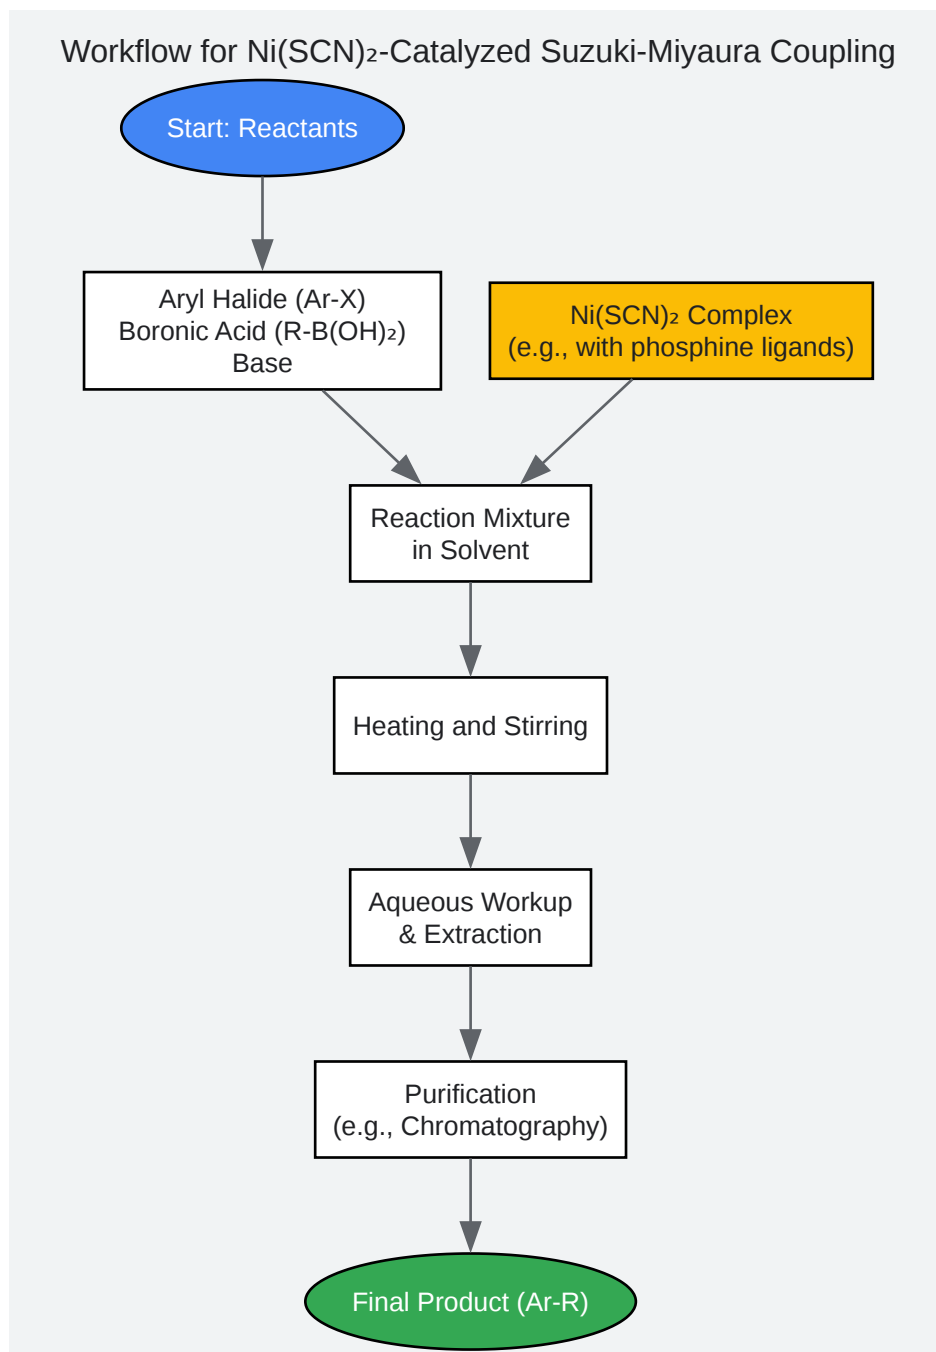 Workflow for Ni(SCN)₂-Catalyzed Suzuki-Miyaura Coupling
Start: Reactants
Aryl Halide (Ar-X)
Boronic Acid (R-B(OH)₂)
Base
Ni(SCN)₂ Complex
(e.g., with phosphine ligands)
Reaction Mixture
in Solvent
Heating and Stirring
Aqueous Workup
& Extraction
Purification
(e.g., Chromatography)
Final Product (Ar-R)